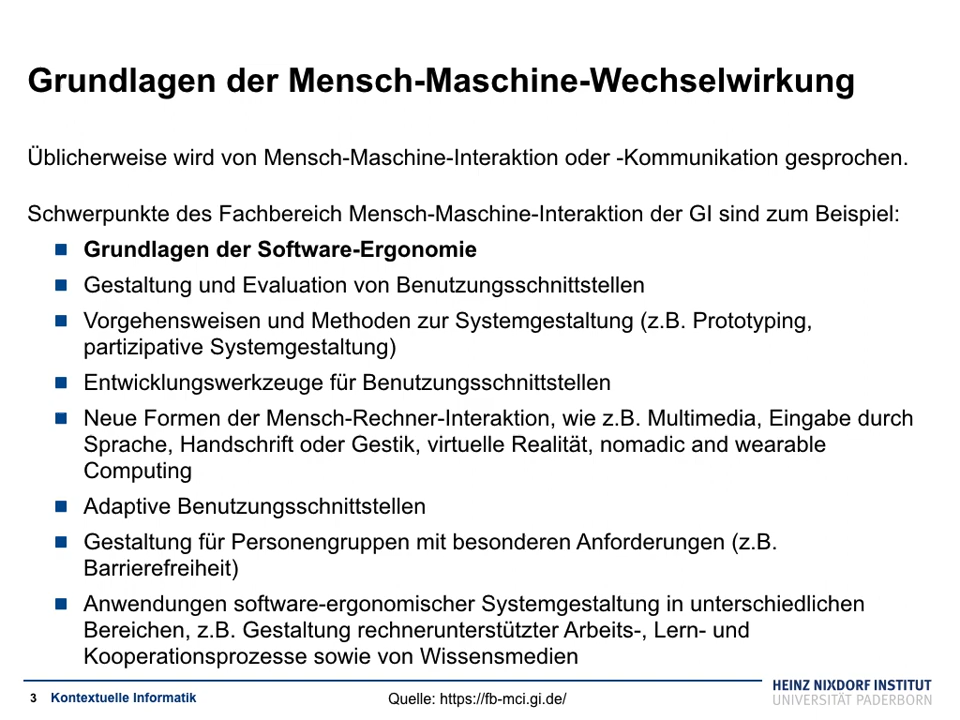 Grundlagen der Mensch-Maschine-Wechselwirkung
Üblicherweise wird von Mensch-Maschine-Interaktion oder -Kommunikation gesprochen.
Schwerpunkte des Fachbereich Mensch-Maschine-Interaktion der GI sind zum Beispiel:
Grundlagen der Software-Ergonomie
Gestaltung und Evaluation von Benutzungsschnittstellen
Vorgehensweisen und Methoden zur Systemgestaltung (z.B. Prototyping,
partizipative Systemgestaltung)
Entwicklungswerkzeuge für Benutzungsschnittstellen
Neue Formen der Mensch-Rechner-Interaktion, wie z.B. Multimedia, Eingabe durch
Sprache, Handschrift oder Gestik, virtuelle Realität, nomadic and wearable
Computing
Adaptive Benutzungsschnittstellen
Gestaltung für Personengruppen mit besonderen Anforderungen (z.B.
Barrierefreiheit)
Anwendungen software-ergonomischer Systemgestaltung in unterschiedlichen
Bereichen, z.B. Gestaltung rechnerunterstützter Arbeits-, Lern- und
Kooperationsprozesse sowie von Wissensmedien
3 Kontextuelle Informatik
Quelle: https://fb-mci.gi.de/
HEINZ NIXDORF INSTITUT
UNIVERSITÄT PADERBORN